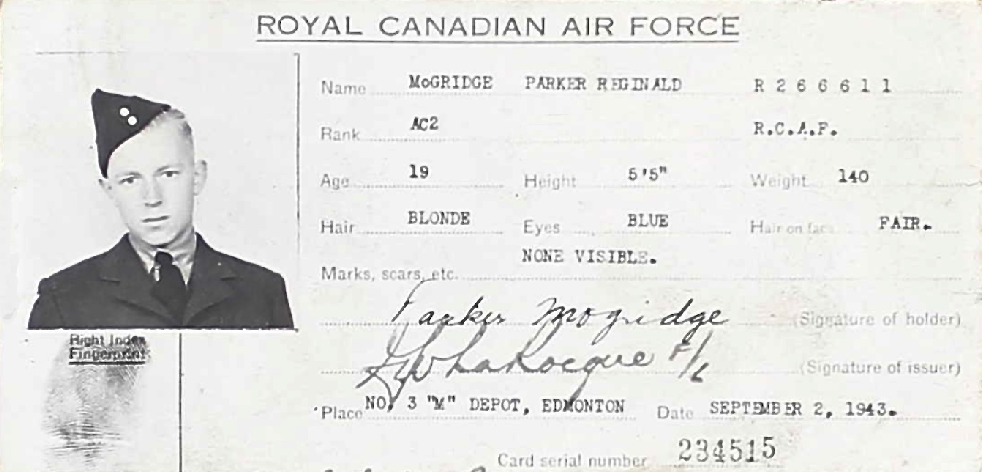 ROYAL CANADIAN AIR FORCE
Name MoGRIDGE PARKER REGINALD R 2 6 6 6 1 1
Rank AC2 R.C.A.F.
Age 19 Height 5'5" Weight 140
Hair BLONDE Eyes BLUE Hair on face FAIR.
Marks, scars, etc. NONE VISIBLE.
Parker Mogridge (Signature of holder)
LaRocque F/L (Signature of issuer)
Right Index
Fingerprint
Place NO. 3 "M" DEPOT, EDMONTON Date SEPTEMBER 2, 1943.
Card serial number 234515